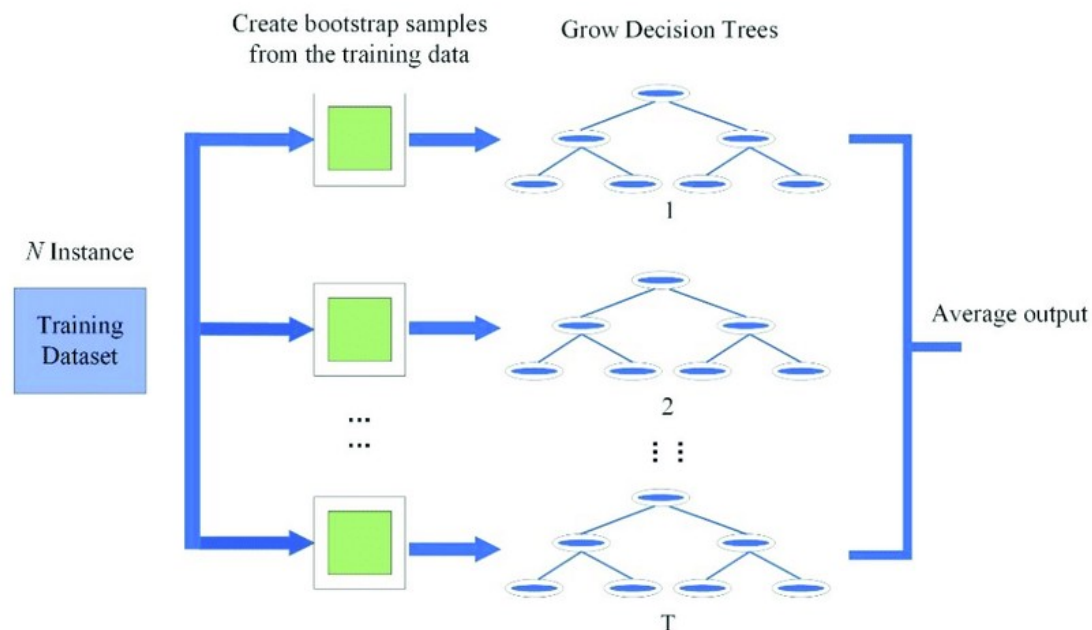 Create bootstrap samples
from the training data
Grow Decision Trees
N Instance
Training
Dataset
1
2
...
...
T
Average output